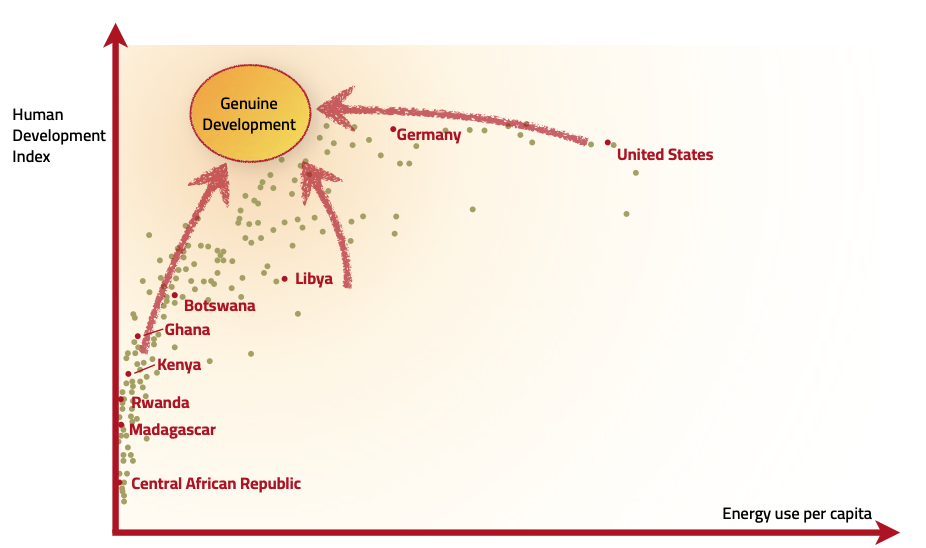 Human
Development
Index
Genuine
Development
Germany
United States
Libya
Botswana
Ghana
Kenya
Rwanda
Madagascar
Central African Republic
Energy use per capita